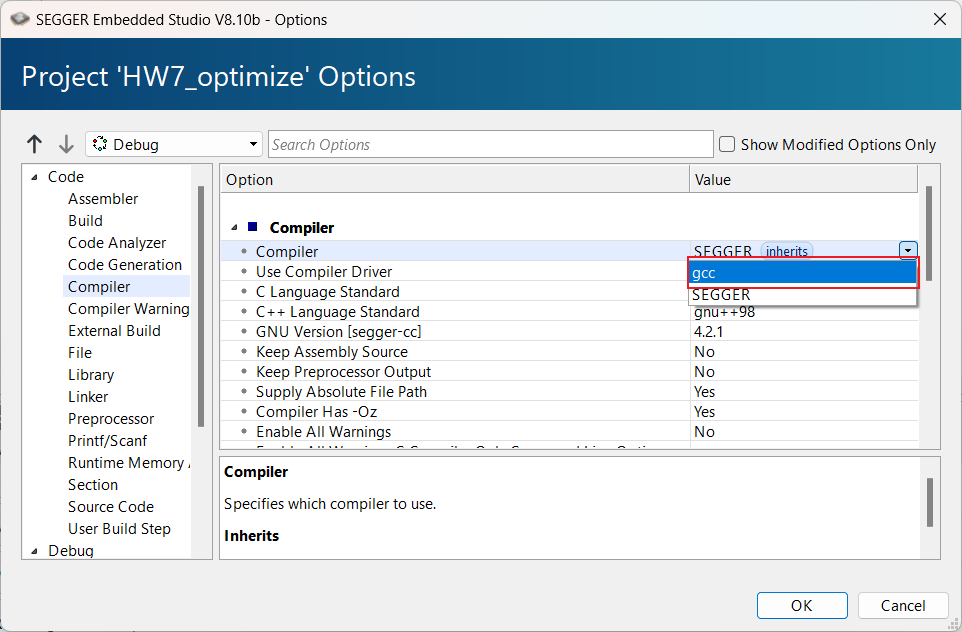 SEGGER Embedded Studio V8.10b - Options
Project 'HW7_optimize' Options
Debug
Search Options
Show Modified Options Only
Code
Assembler
Build
Code Analyzer
Code Generation
Compiler
Compiler Warning
External Build
File
Library
Linker
Preprocessor
Printf/Scanf
Runtime Memory
Section
Source Code
User Build Step
Debug
Option Value
Compiler
Compiler SEGGER inherits
gcc
SEGGER
Use Compiler Driver
C Language Standard
C++ Language Standard gnu++98
GNU Version [segger-cc] 4.2.1
Keep Assembly Source No
Keep Preprocessor Output No
Supply Absolute File Path Yes
Compiler Has -Oz Yes
Enable All Warnings No
Compiler
Specifies which compiler to use.
Inherits
OK Cancel